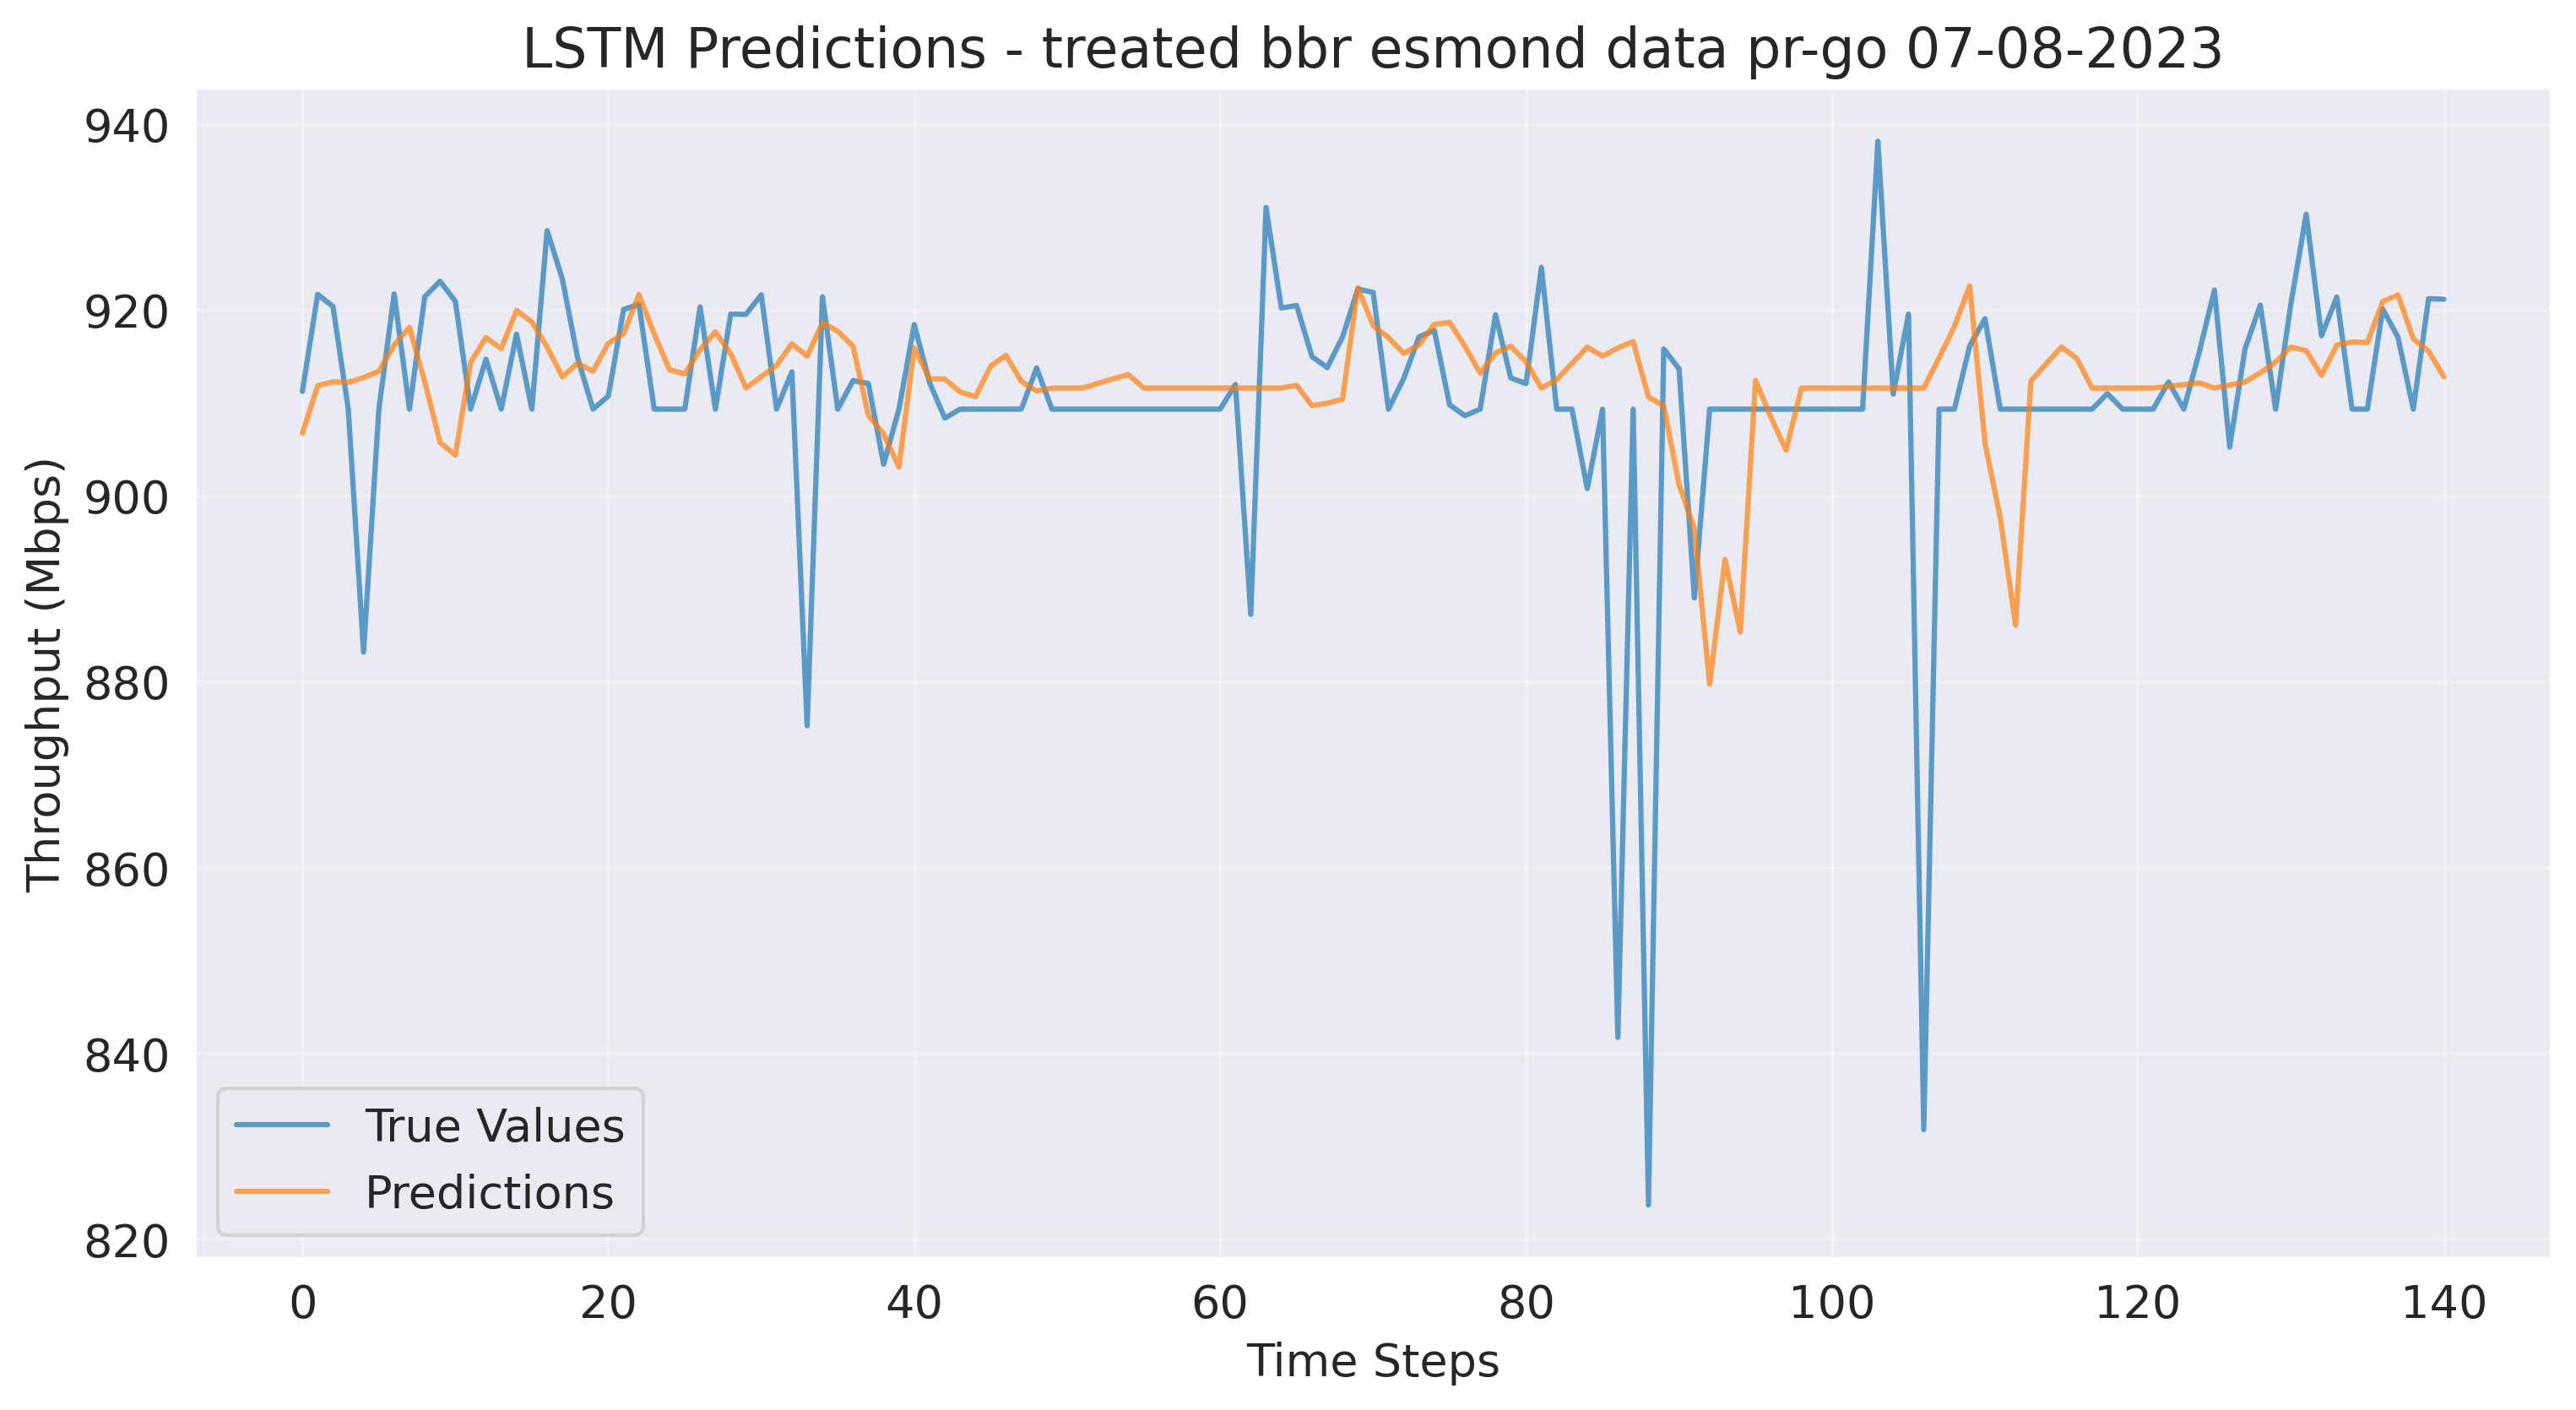 LSTM Predictions - treated bbr esmond data pr-go 07-08-2023
Throughput (Mbps)
940
920
900
880
860
840
820
True Values
Predictions
0 20 40 60 80 100 120 140
Time Steps